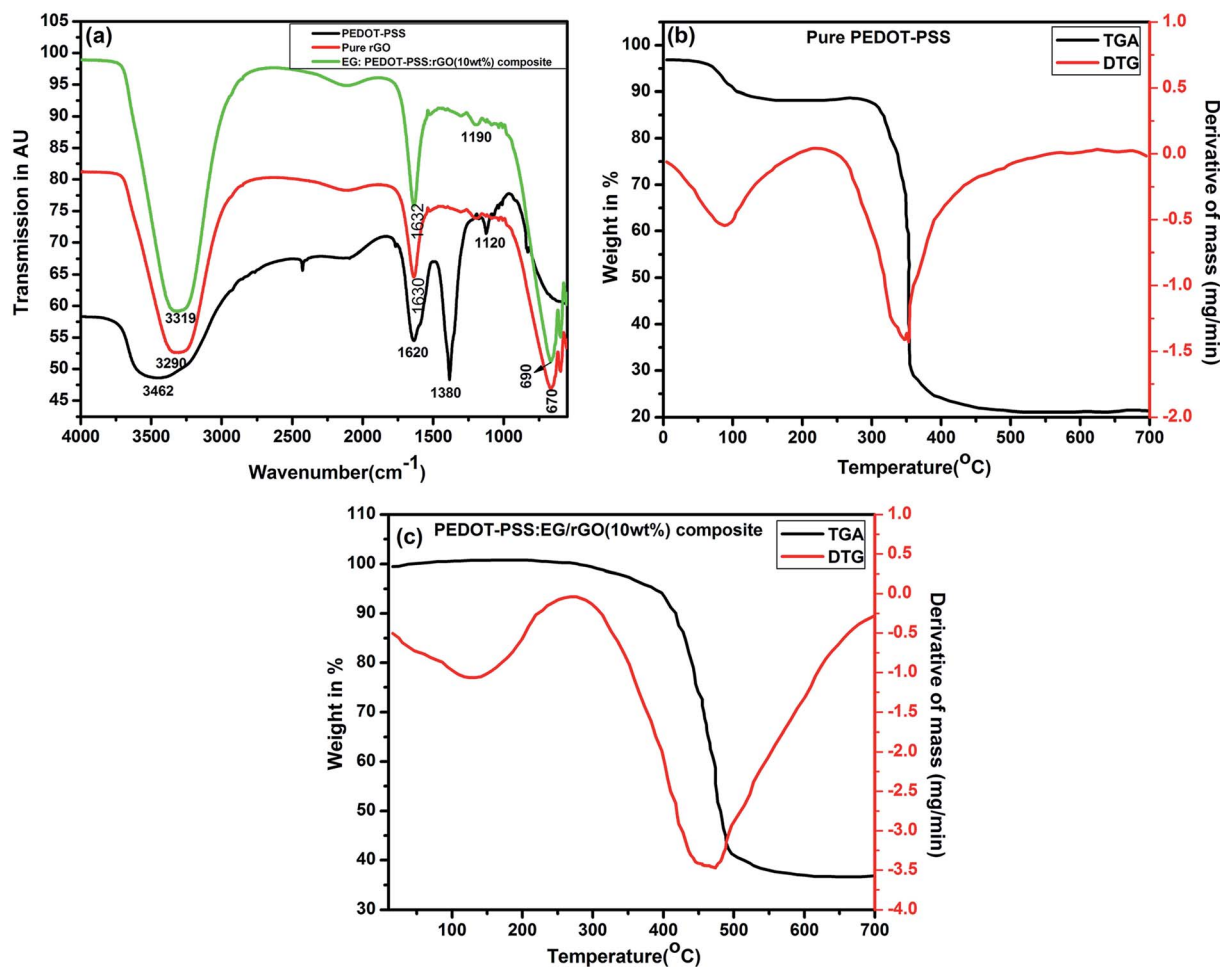 (a)
PEDOT-PSS
Pure rGO
EG: PEDOT-PSS:rGO(10wt%) composite
105
100
95
90
85
80
75
70
65
60
55
50
45
Transmission in AU
1190
1632
1120
1630
3319
3290
3462
1620
1380
690
670
4000 3500 3000 2500 2000 1500 1000
Wavenumber(cm-1)
(b)
Pure PEDOT-PSS
TGA
DTG
100
90
80
70
60
50
40
30
20
Weight in %
1.0
0.5
0.0
-0.5
-1.0
-1.5
-2.0
Derivative of mass (mg/min)
0 100 200 300 400 500 600 700
Temperature(oC)
(c)
PEDOT-PSS:EG/rGO(10wt%) composite
TGA
DTG
110
100
90
80
70
60
50
40
30
Weight in %
1.0
0.5
0.0
-0.5
-1.0
-1.5
-2.0
-2.5
-3.0
-3.5
-4.0
Derivative of mass (mg/min)
100 200 300 400 500 600 700
Temperature(oC)